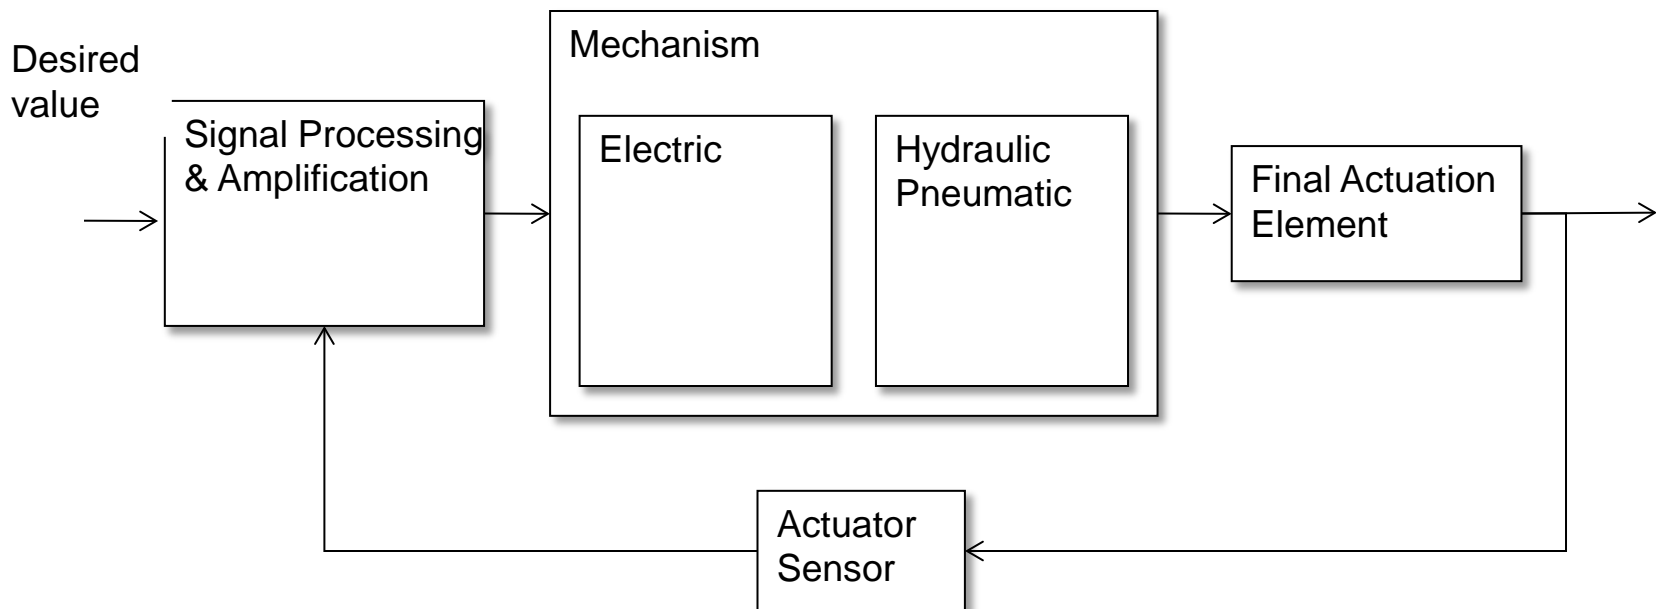 Desired
value
Signal Processing
& Amplification
Mechanism
Electric
Hydraulic
Pneumatic
Final Actuation
Element
Actuator
Sensor